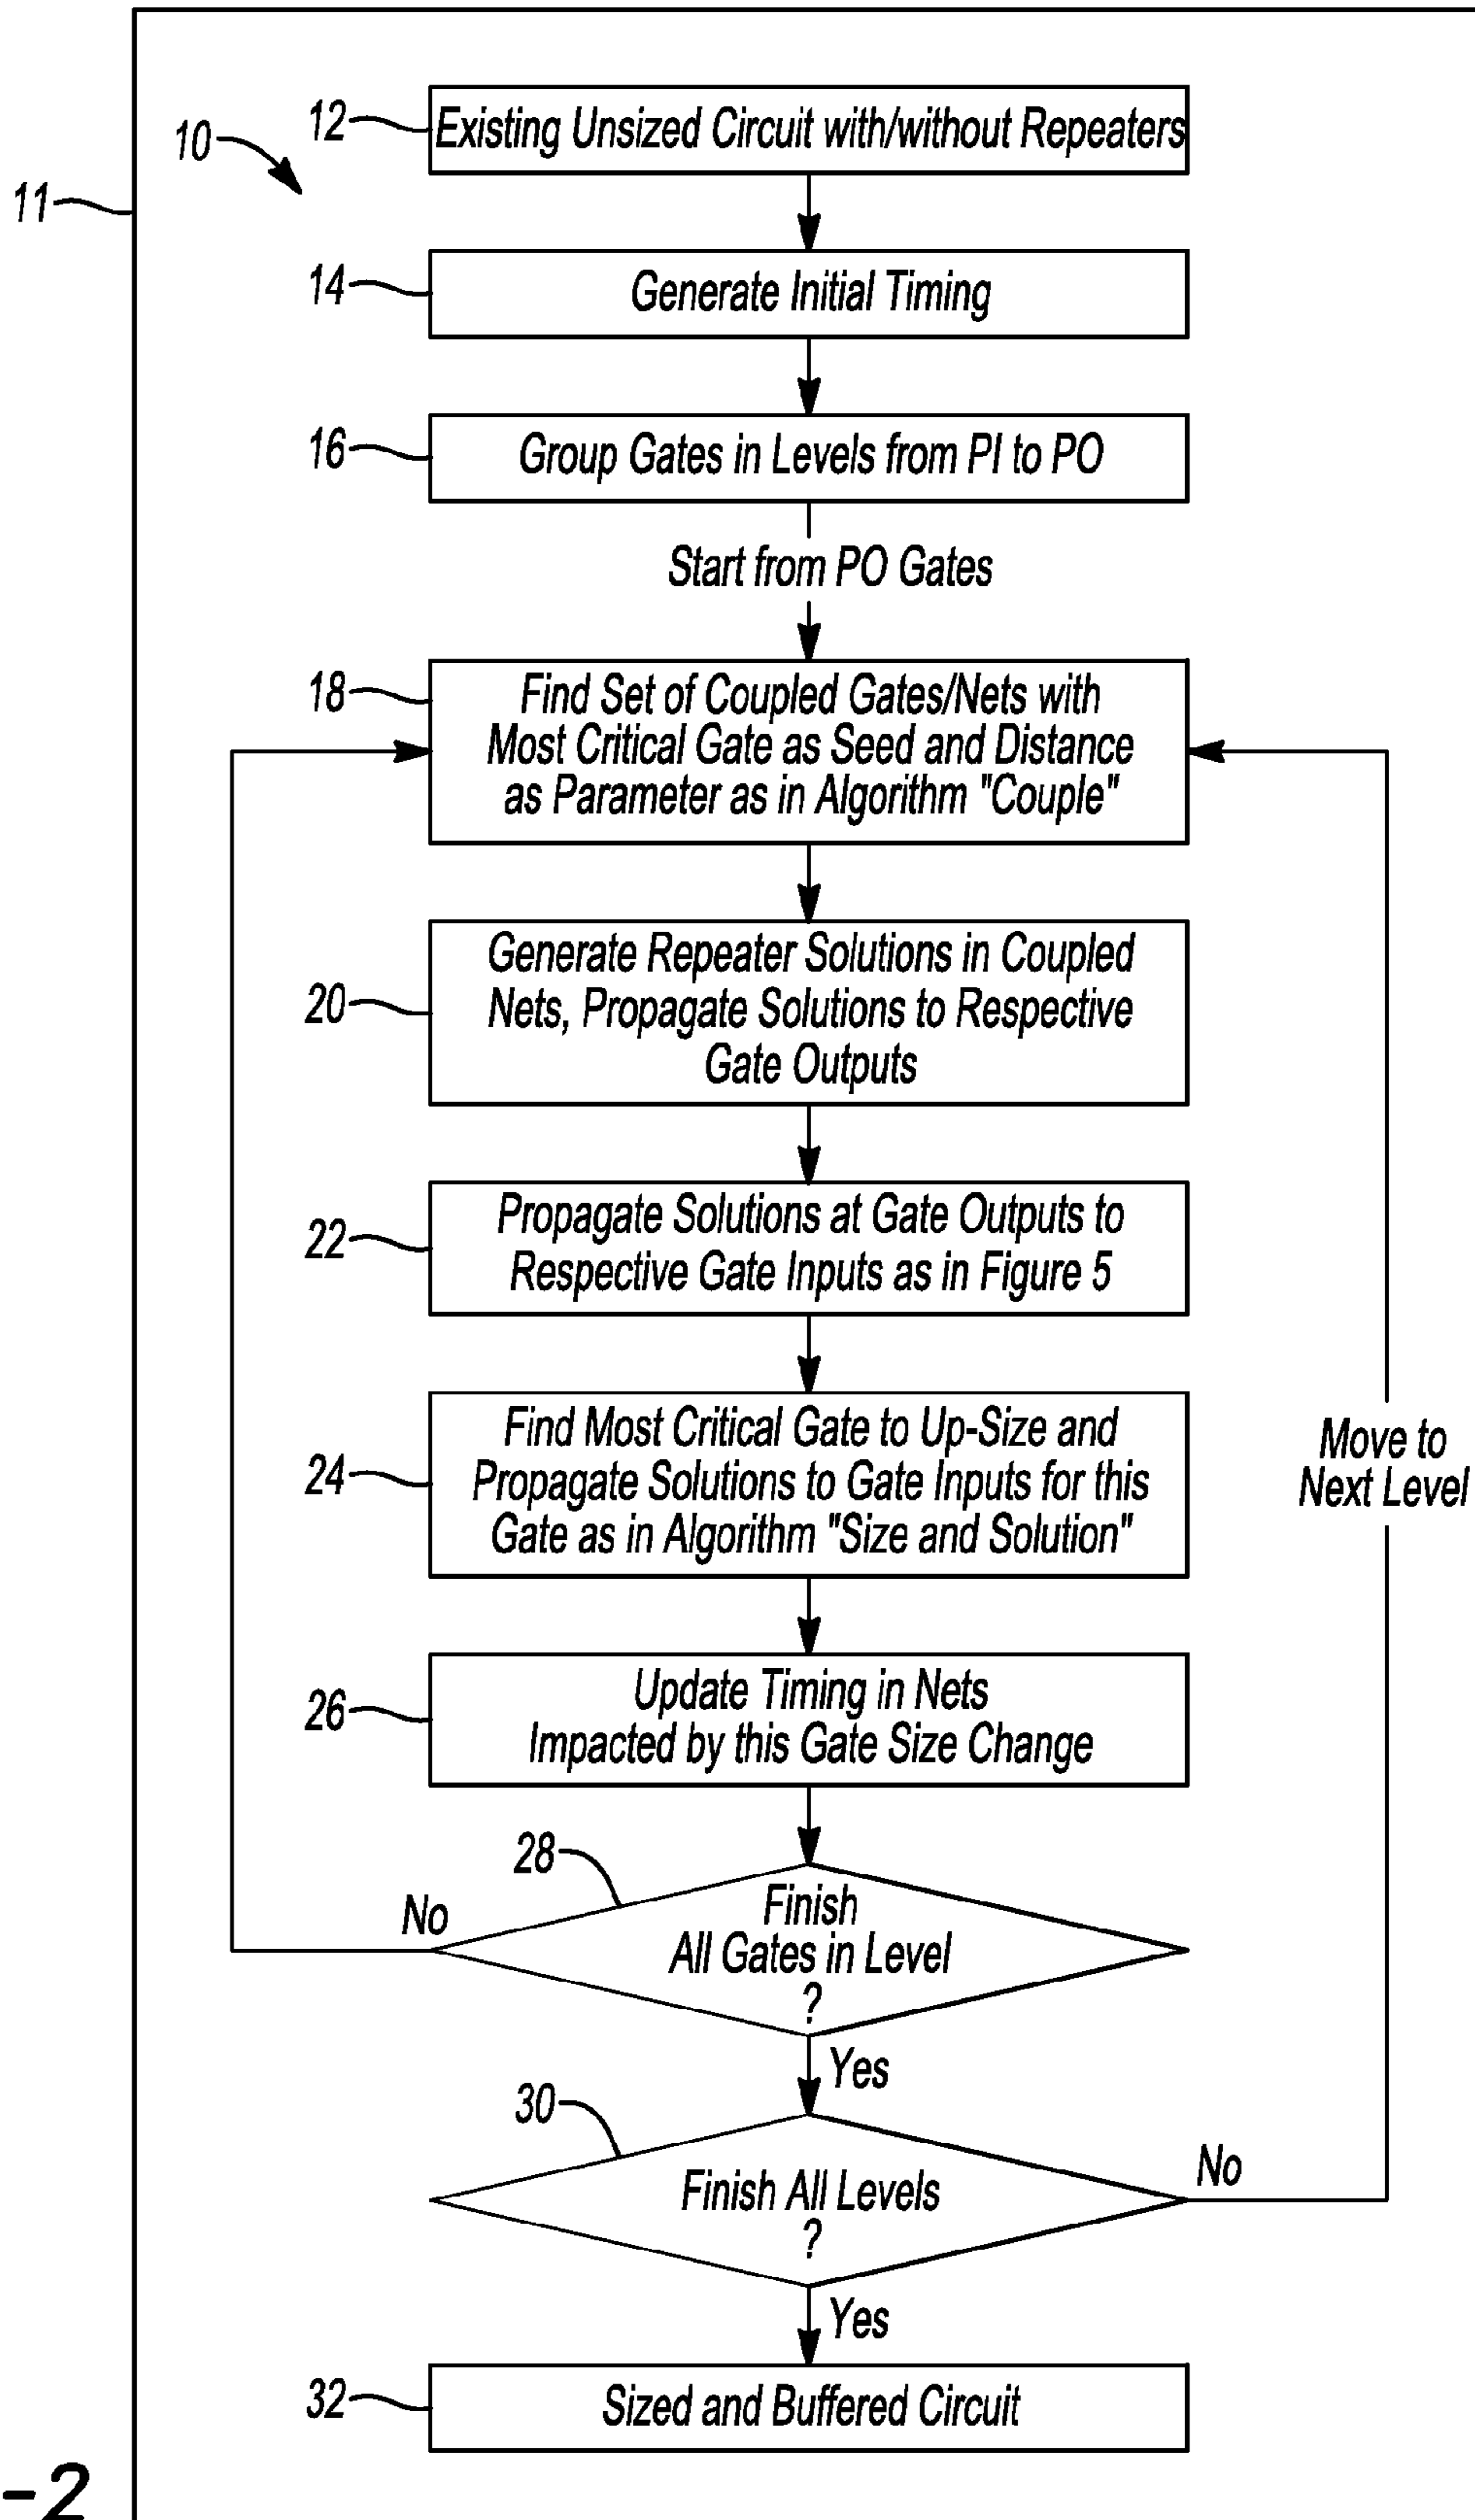 10
11
12
Existing Unsized Circuit with/without Repeaters
14
Generate Initial Timing
16
Group Gates in Levels from PI to PO
Start from PO Gates
18
Find Set of Coupled Gates/Nets with
Most Critical Gate as Seed and Distance
as Parameter as in Algorithm "Couple"
20
Generate Repeater Solutions in Coupled
Nets, Propagate Solutions to Respective
Gate Outputs
22
Propagate Solutions at Gate Outputs to
Respective Gate Inputs as in Figure 5
24
Find Most Critical Gate to Up-Size and
Propagate Solutions to Gate Inputs for this
Gate as in Algorithm "Size and Solution"
Move to
Next Level
26
Update Timing in Nets
Impacted by this Gate Size Change
28
No
Finish
All Gates in Level
?
Yes
30
No
Finish All Levels
?
Yes
32
Sized and Buffered Circuit
-2